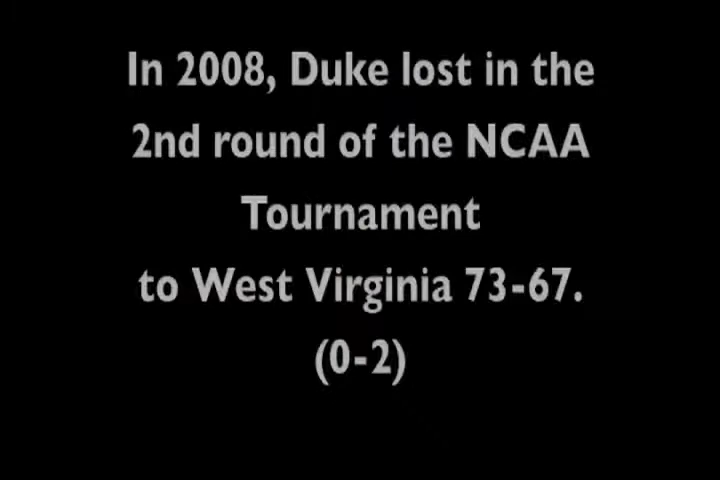 In 2008, Duke lost in the
2nd round of the NCAA
Tournament
to West Virginia 73-67.
(0-2)